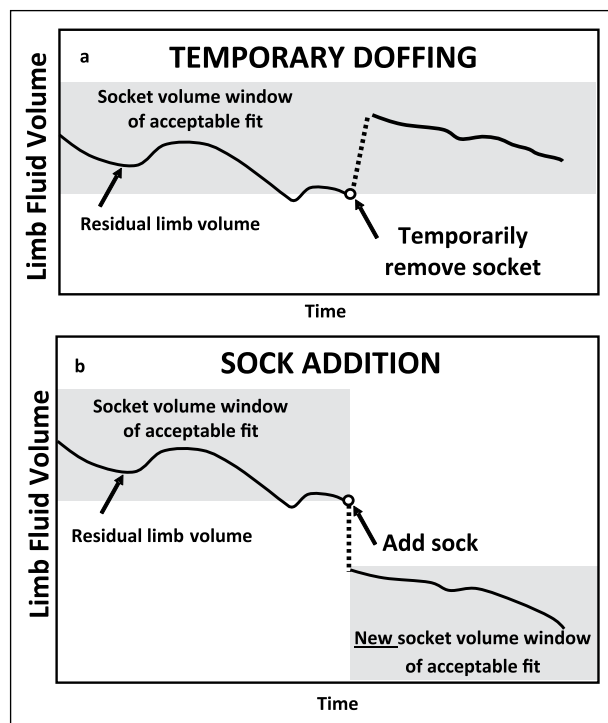 a
TEMPORARY DOFFING
Limb Fluid Volume
Socket volume window
of acceptable fit
Residual limb volume
Temporarily
remove socket
Time
b
SOCK ADDITION
Limb Fluid Volume
Socket volume window
of acceptable fit
Residual limb volume
Add sock
New socket volume window
of acceptable fit
Time